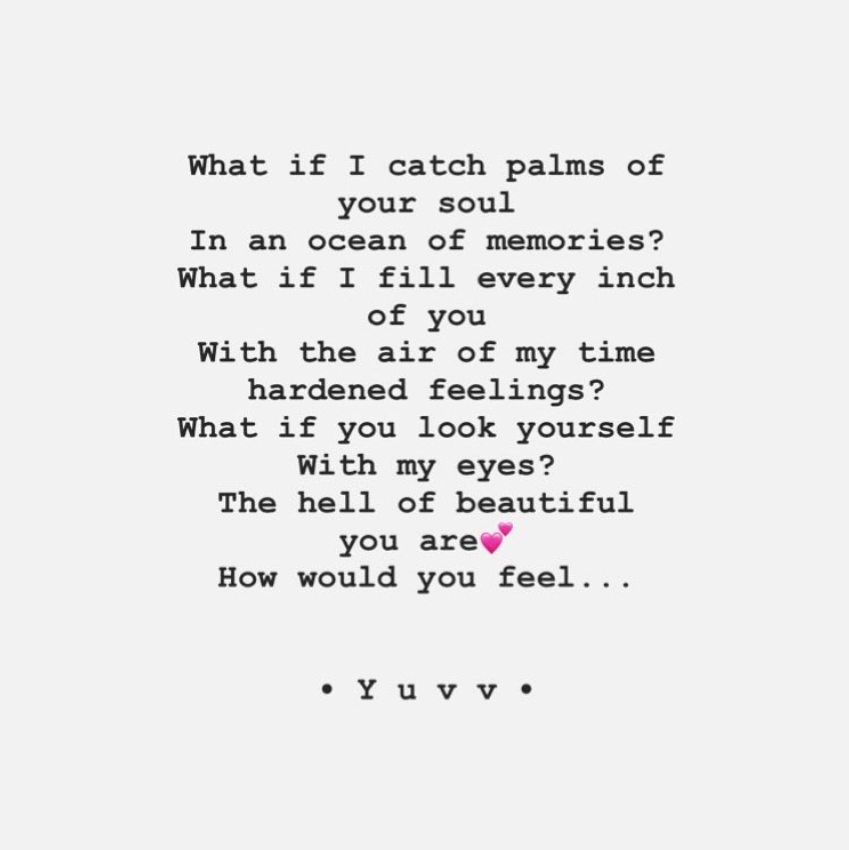 What if I catch palms of
your soul
In an ocean of memories?
What if I fill every inch
of you
With the air of my time
hardened feelings?
What if you look yourself
With my eyes?
The hell of beautiful
you are💕
How would you feel...
• Y u v v •